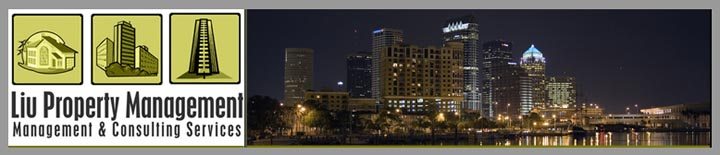 Liu Property Management
Management & Consulting Services